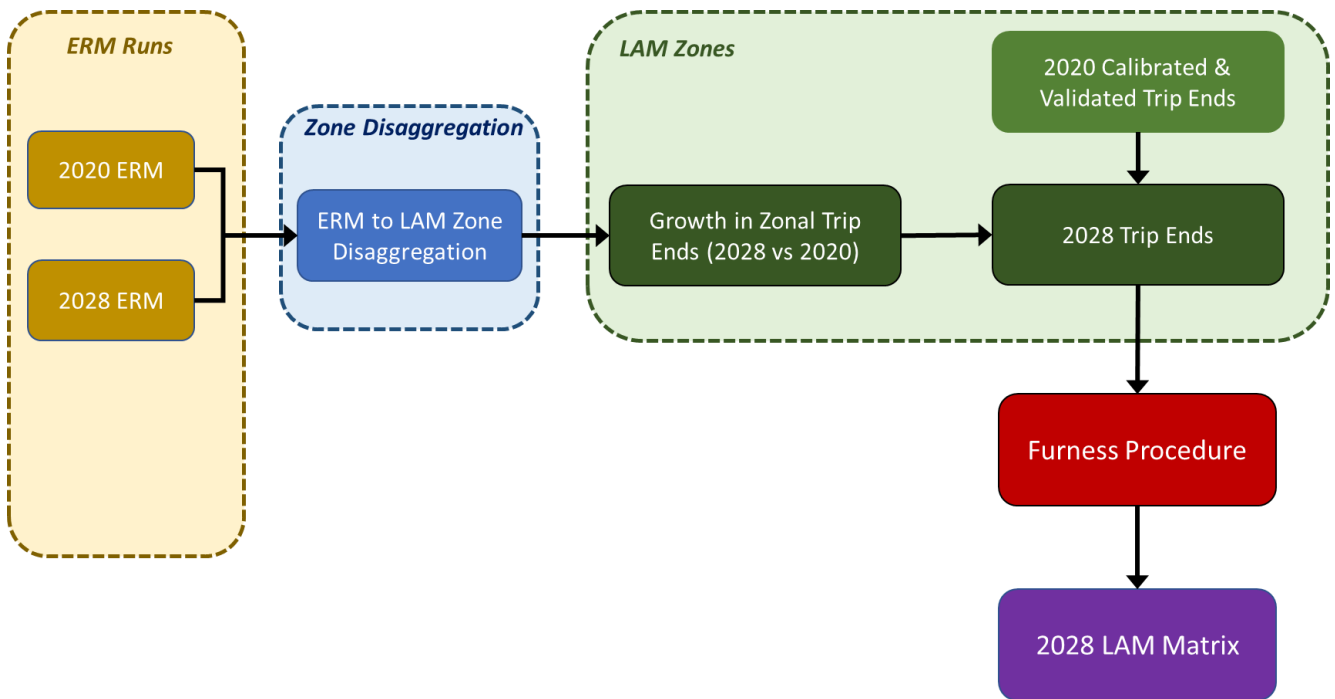 ERM Runs
2020 ERM
2028 ERM
Zone Disaggregation
ERM to LAM Zone
Disaggregation
LAM Zones
2020 Calibrated &
Validated Trip Ends
Growth in Zonal Trip
Ends (2028 vs 2020)
2028 Trip Ends
Furness Procedure
2028 LAM Matrix